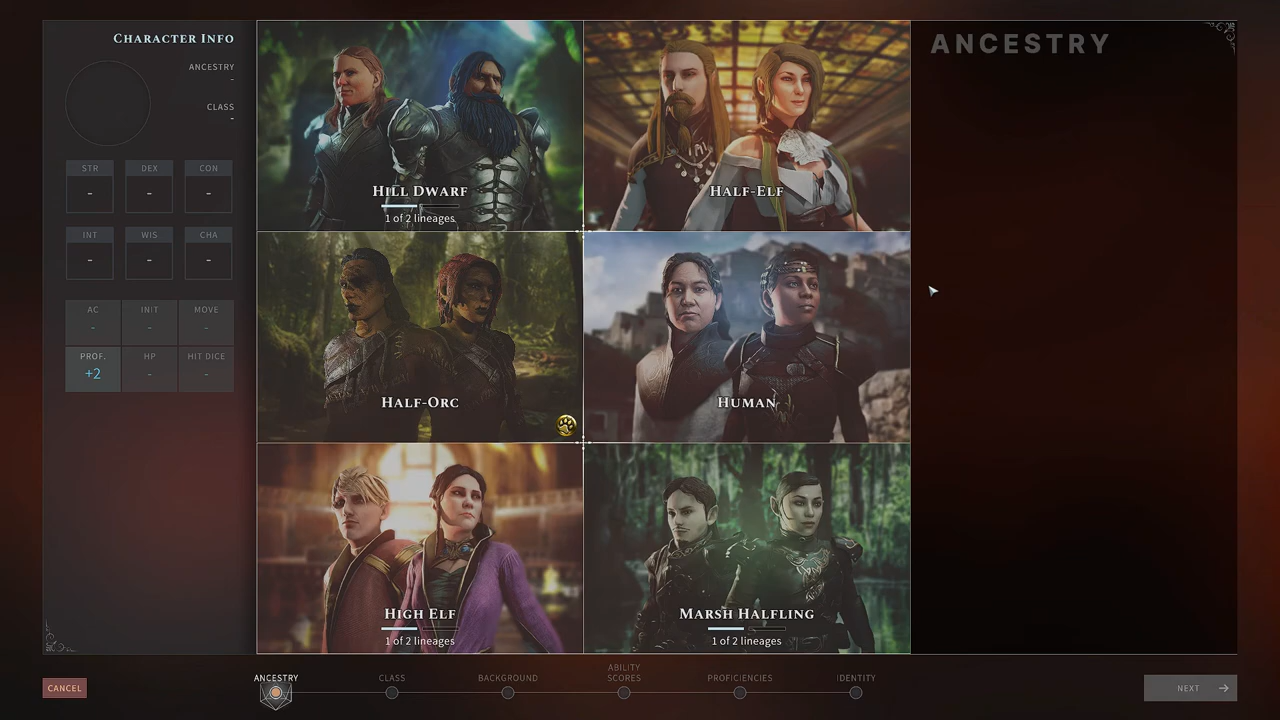 CHARACTER INFO
ANCESTRY
-
CLASS
-
STR
DEX
CON
-
-
-
INT
WIS
CHA
-
-
-
AC
INIT
MOVE
-
-
-
PROF.
HP
HIT DICE
+2
-
-
HILL DWARF
1 of 2 lineages
HALF-ELF
HALF-ORC
HUMAN
HIGH ELF
1 of 2 lineages
MARSH HALFLING
1 of 2 lineages
ANCESTRY
CANCEL
ANCESTRY
CLASS
BACKGROUND
ABILITY
SCORES
PROFICIENCIES
IDENTITY
NEXT